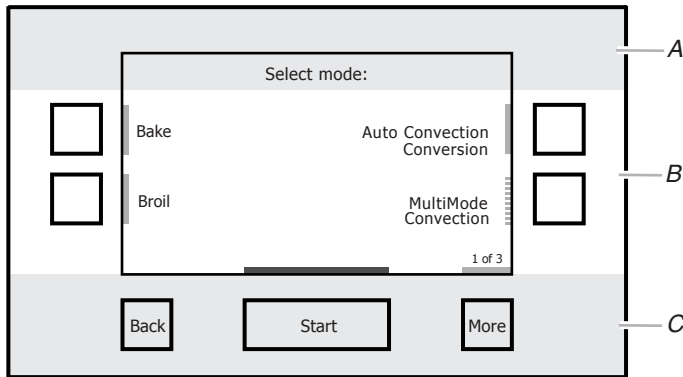 A
Select mode:
Bake
Auto Convection
Conversion
B
Broil
MultiMode
Convection
1 of 3
Back
Start
More
C